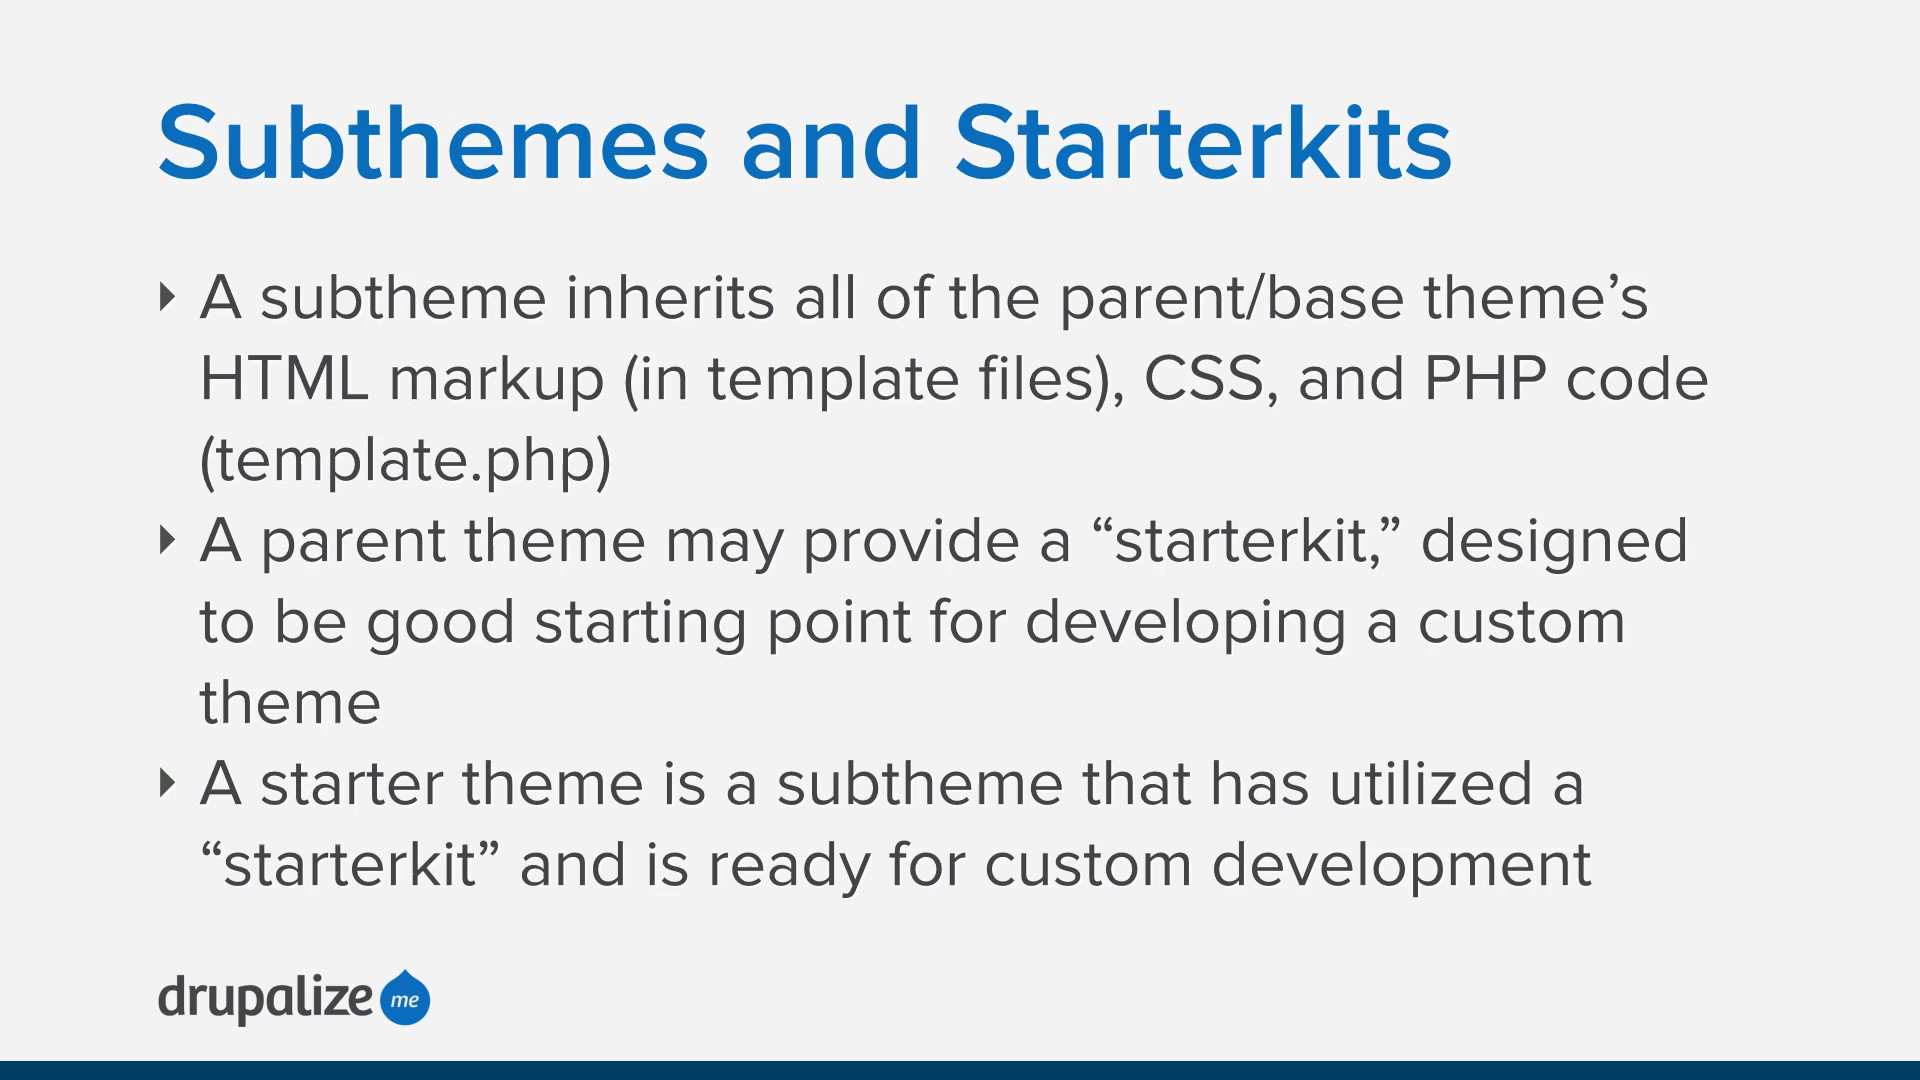 Subthemes and Starterkits
‣ A subtheme inherits all of the parent/base theme’s
HTML markup (in template files), CSS, and PHP code
(template.php)
‣ A parent theme may provide a “starterkit,” designed
to be good starting point for developing a custom
theme
‣ A starter theme is a subtheme that has utilized a
“starterkit” and is ready for custom development
drupalize me